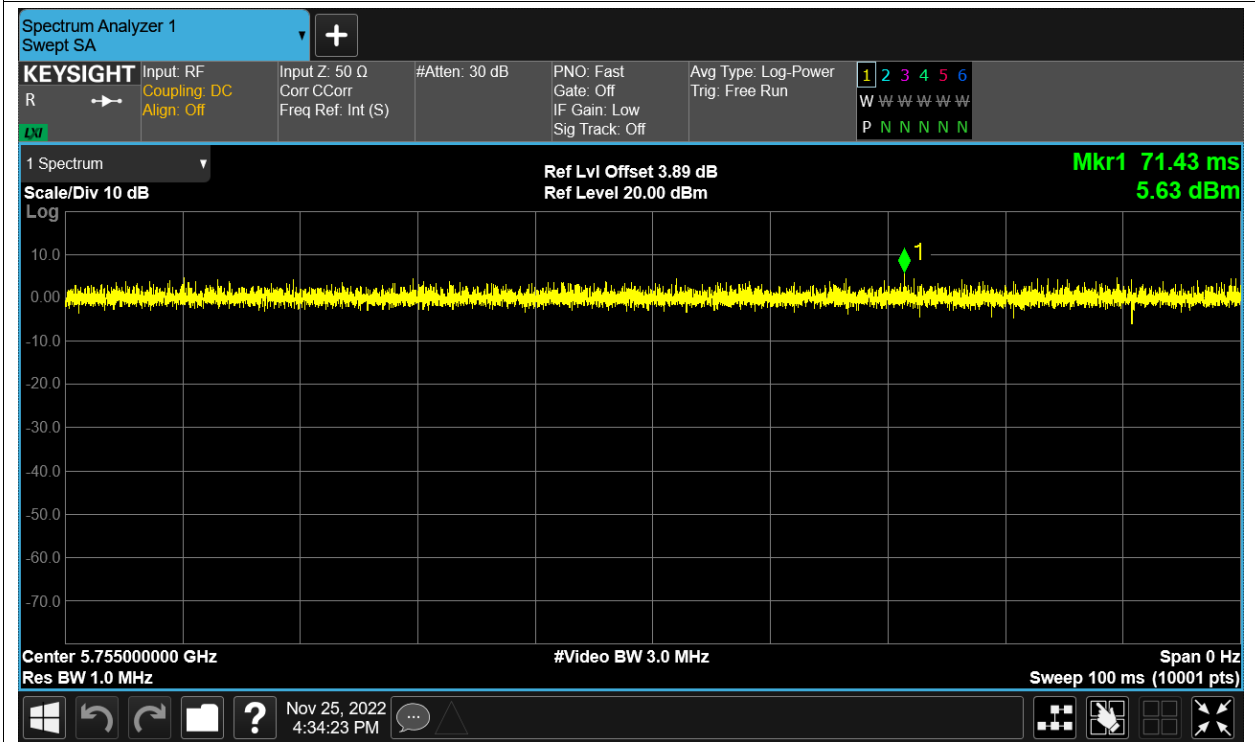 Spectrum Analyzer 1
Swept SA
+
KEYSIGHT
R
LXI
Input: RF
Coupling: DC
Align: Off
Input Z: 50 Ω
Corr CCorr
Freq Ref: Int (S)
#Atten: 30 dB
PNO: Fast
Gate: Off
IF Gain: Low
Sig Track: Off
Avg Type: Log-Power
Trig: Free Run
1 2 3 4 5 6
W W W W W W
P N N N N N
1 Spectrum
Scale/Div 10 dB
Log
Ref Lvl Offset 3.89 dB
Ref Level 20.00 dBm
Mkr1 71.43 ms
5.63 dBm
1
10.0
0.00
-10.0
-20.0
-30.0
-40.0
-50.0
-60.0
-70.0
Center 5.755000000 GHz
Res BW 1.0 MHz
#Video BW 3.0 MHz
Span 0 Hz
Sweep 100 ms (10001 pts)
?
Nov 25, 2022
4:34:23 PM